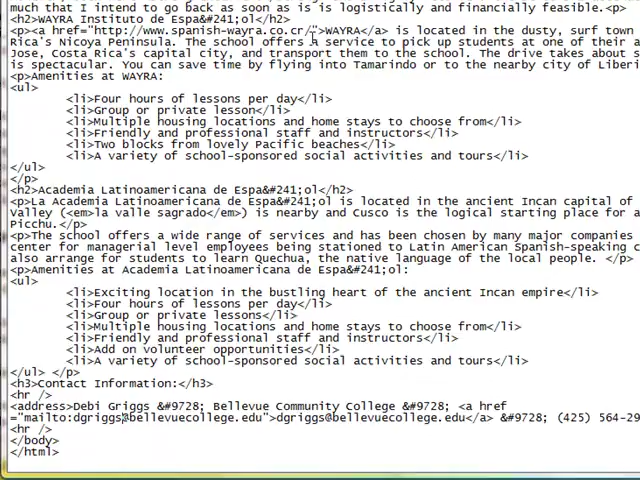 much that I intend to go back as soon as is is logistically and financially feasible.<p>
<h2>WAYRA Instituto de Espa&#241;ol</h2>
<p><a href="http://www.spanish-wayra.co.cr/">WAYRA</a> is located in the dusty, surf town
Rica's Nicoya Peninsula. The school offers a service to pick up students at one of their a
Jose, Costa Rica's capital city, and transport them to the school. The drive takes about s
is spectacular. You can save time by flying into Tamarindo or to the nearby city of Liberi
<p>Amenities at WAYRA:
<ul>
<li>Four hours of lessons per day</li>
<li>Group or private lesson</li>
<li>Multiple housing locations and home stays to choose from</li>
<li>Friendly and professional staff and instructors</li>
<li>Two blocks from lovely Pacific beaches</li>
<li>A variety of school-sponsored social activities and tours</li>
</ul>
</p>
<h2>Academia Latinoamericana de Espa&#241;ol</h2>
<p>La Academia Latinoamericana de Espa&#241;ol is located in the ancient Incan capital of
Valley (<em>la valle sagrado</em>) is nearby and Cusco is the logical starting place for a
Picchu.</p>
<p>The school offers a wide range of services and has been chosen by many major companies
center for managerial level employees being stationed to Latin American Spanish-speaking c
also arrange for students to learn Quechua, the native language of the local people. </p>
<p>Amenities at Academia Latinoamericana de Espa&#241;ol:
<ul>
<li>Exciting location in the bustling heart of the ancient Incan empire</li>
<li>Four hours of lessons per day</li>
<li>Group or private lessons</li>
<li>Multiple housing locations and home stays to choose from</li>
<li>Friendly and professional staff and instructors</li>
<li>Add on volunteer opportunities</li>
<li>A variety of school-sponsored social activities and tours</li>
</ul> </p>
<h3>Contact Information:</h3>
<hr />
<address>Debi Griggs &#9728; Bellevue Community College &#9728; <a href
="mailto:dgriggs@bellevuecollege.edu">dgriggs@bellevuecollege.edu</a> &#9728; (425) 564-29
<hr />
</body>
</html>